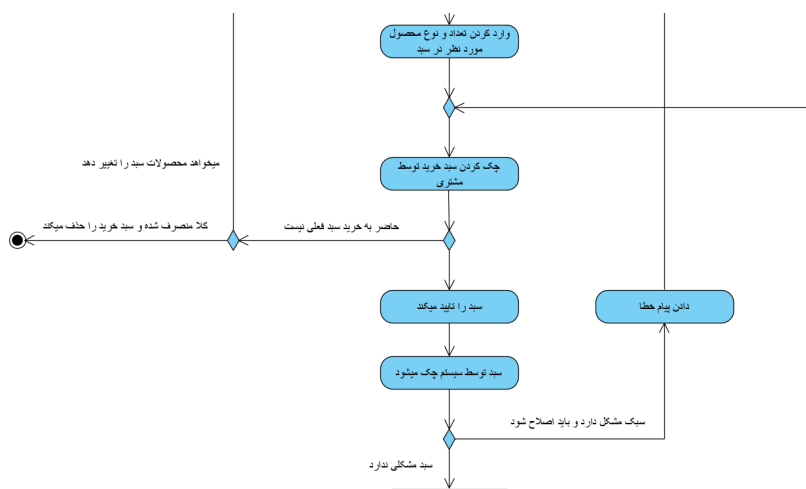 وارد کردن تعداد و نوع محصول
مورد نظر در سبد
میخواهد محصولات سبد را تغییر دهد
چک کردن سبد خرید توسط
مشتری
حاضر به خرید سبد فعلی نیست
کلا منصرف شده و سبد خرید را حذف میکند
سبد را تایید میکند
دادن پیام خطا
سبد توسط سیستم چک میشود
سبک مشکل دارد و باید اصلاح شود
سبد مشکلی ندارد